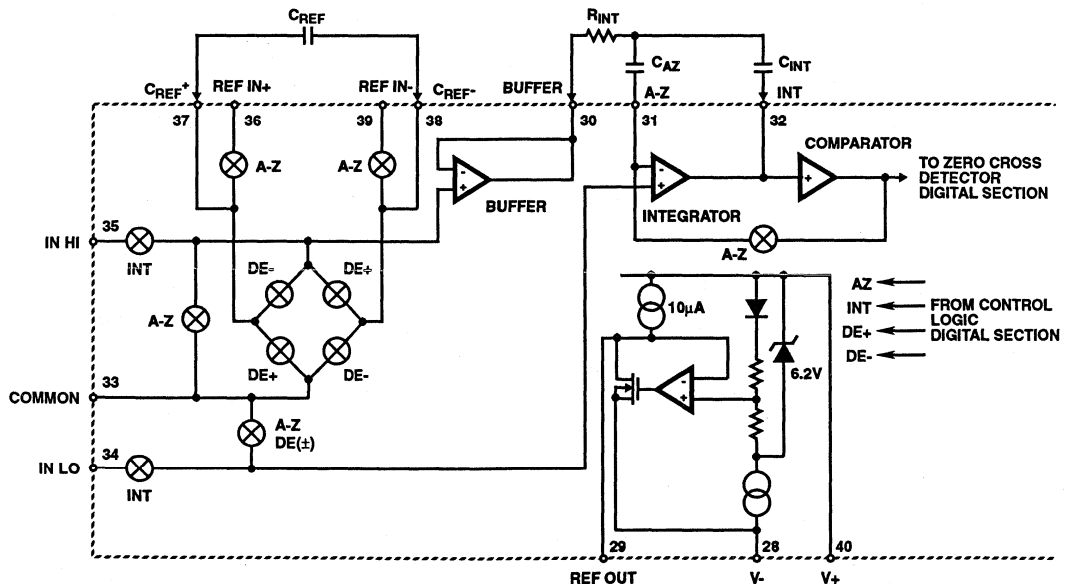 CREF
RINT
CAZ
CINT
CREF+
REF IN+
REF IN-
CREF-
BUFFER
A-Z
INT
37
36
39
38
30
31
32
A-Z
A-Z
-
+
BUFFER
-
+
INTEGRATOR
COMPARATOR
+
TO ZERO CROSS
DETECTOR
DIGITAL SECTION
A-Z
IN HI
35
INT
DE-
DE+
A-Z
DE+
DE-
10µA
AZ
INT
DE+
DE-
FROM CONTROL
LOGIC
DIGITAL SECTION
-
+
6.2V
COMMON
33
A-Z
DE(±)
IN LO
34
INT
29
28
40
REF OUT
V-
V+